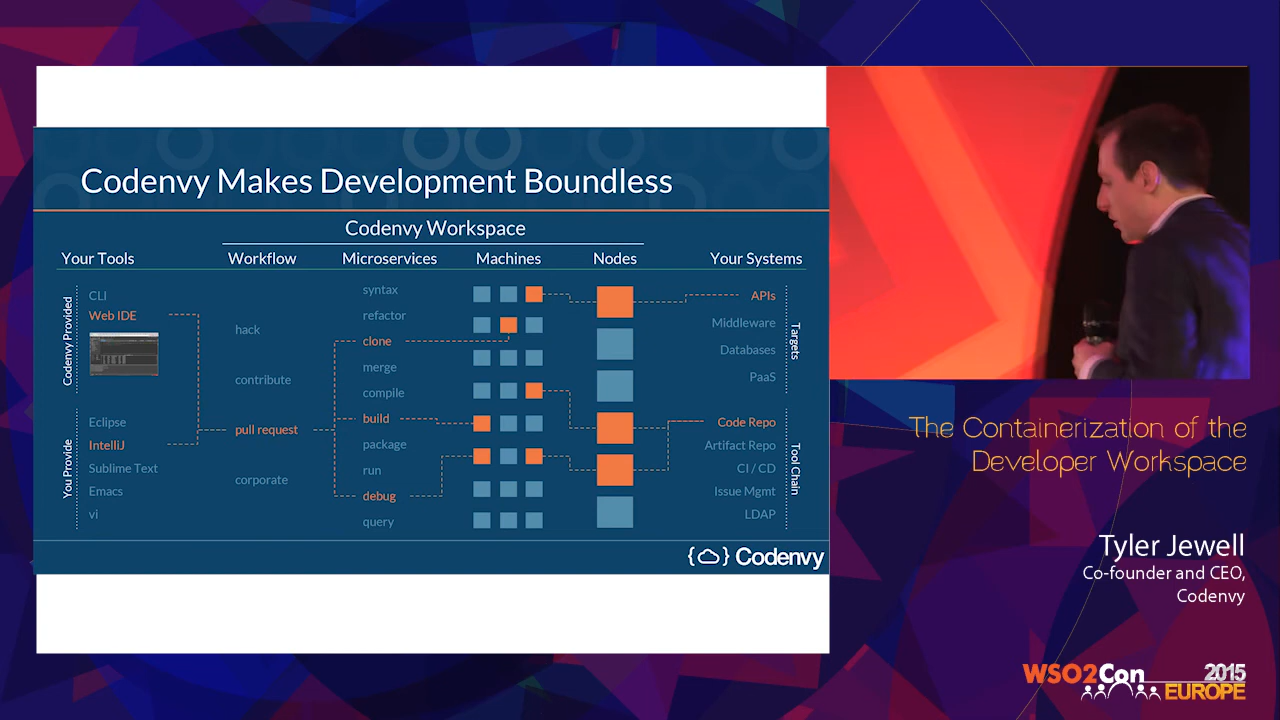 Codenvy Makes Development Boundless
Codenvy Workspace
Your Tools
Workflow
Microservices
Machines
Nodes
Your Systems
Codenvy Provided
CLI
Web IDE
You Provide
Eclipse
IntelliJ
Sublime Text
Emacs
vi
hack
contribute
pull request
corporate
syntax
refactor
clone
merge
compile
build
package
run
debug
query
APIs
Middleware
Databases
PaaS
Targets
Code Repo
Artifact Repo
CI / CD
Issue Mgmt
LDAP
Tool Chain
{ } Codenvy
The Containerization of the
Developer Workspace
Tyler Jewell
Co-founder and CEO,
Codenvy
WSO2Con 2015
EUROPE